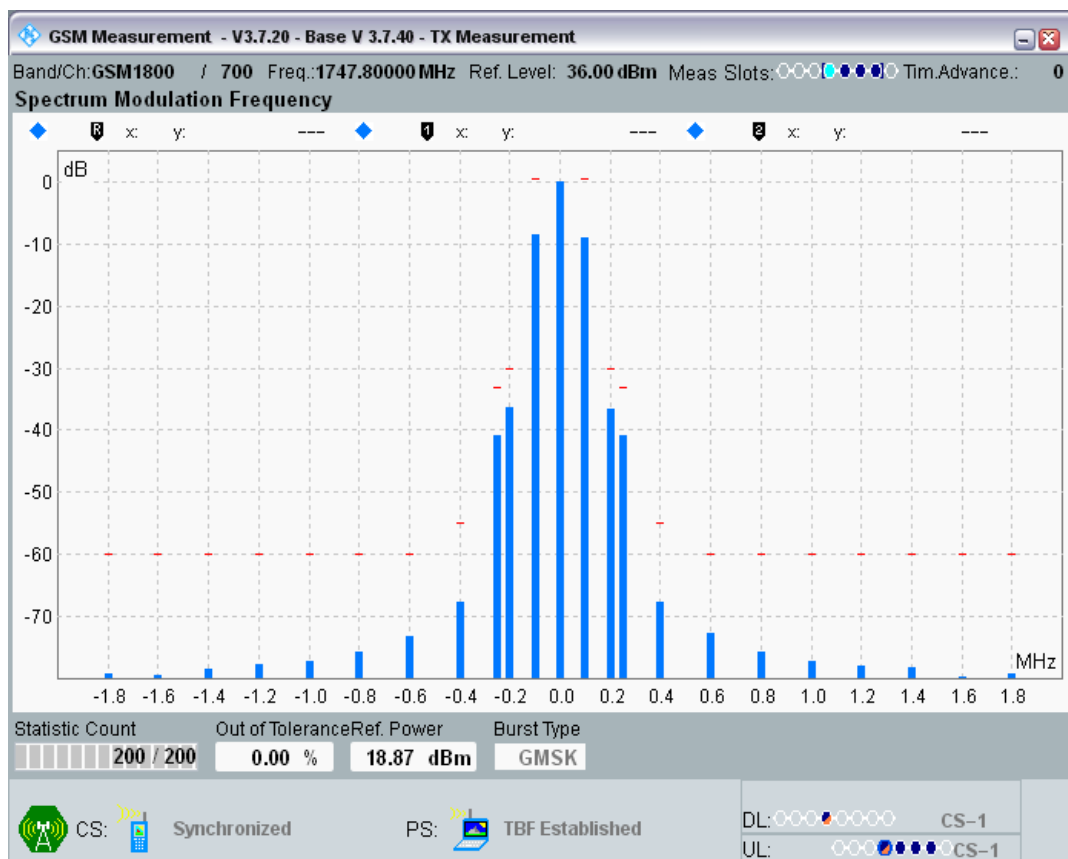 GSM Measurement - V3.7.20 - Base V 3.7.40 - TX Measurement
Band/Ch:GSM1800 / 700 Freq.:1747.80000 MHz Ref. Level: 36.00 dBm Meas Slots: Tim.Advance.: 0
Spectrum Modulation Frequency
R x: y: --- 1 x: y: --- 2 x: y: ---
dB
0
-10
-20
-30
-40
-50
-60
-70
MHz
-1.8 -1.6 -1.4 -1.2 -1.0 -0.8 -0.6 -0.4 -0.2 0.0 0.2 0.4 0.6 0.8 1.0 1.2 1.4 1.6 1.8
Statistic Count Out of Tolerance Ref. Power Burst Type
200 / 200 0.00 % 18.87 dBm GMSK
CS: Synchronized PS: TBF Established
DL: CS-1
UL: CS-1